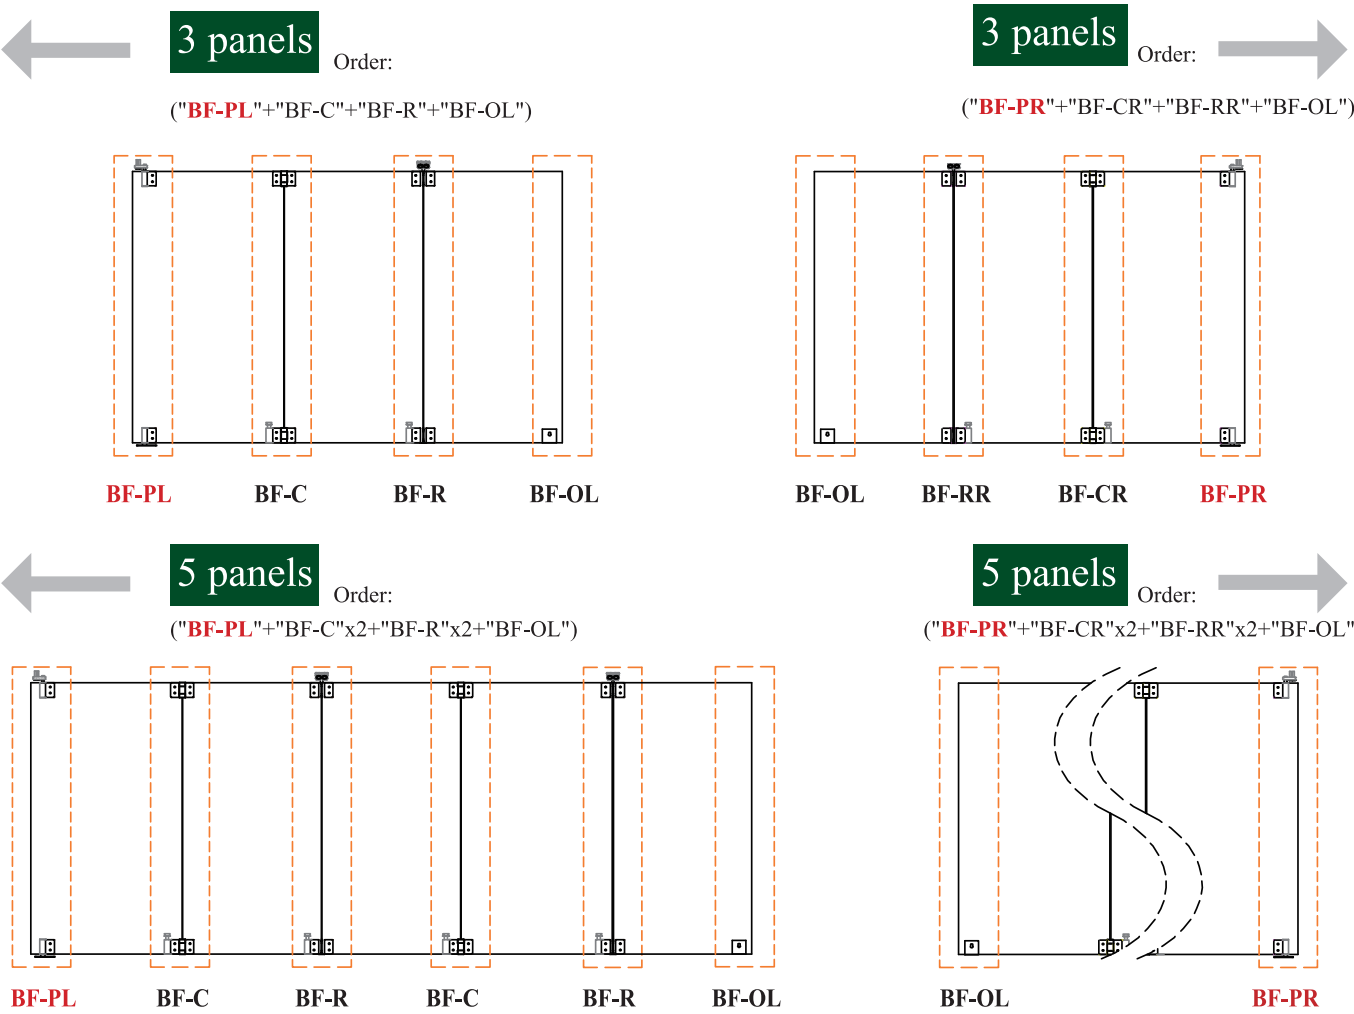 3 panels Order:
("BF-PL"+"BF-C"+"BF-R"+"BF-OL")
BF-PL BF-C BF-R BF-OL
3 panels Order:
("BF-PR"+"BF-CR"+"BF-RR"+"BF-OL")
BF-OL BF-RR BF-CR BF-PR
5 panels Order:
("BF-PL"+"BF-C"x2+"BF-R"x2+"BF-OL")
BF-PL BF-C BF-R BF-C BF-R BF-OL
5 panels Order:
("BF-PR"+"BF-CR"x2+"BF-RR"x2+"BF-OL"
BF-OL BF-PR